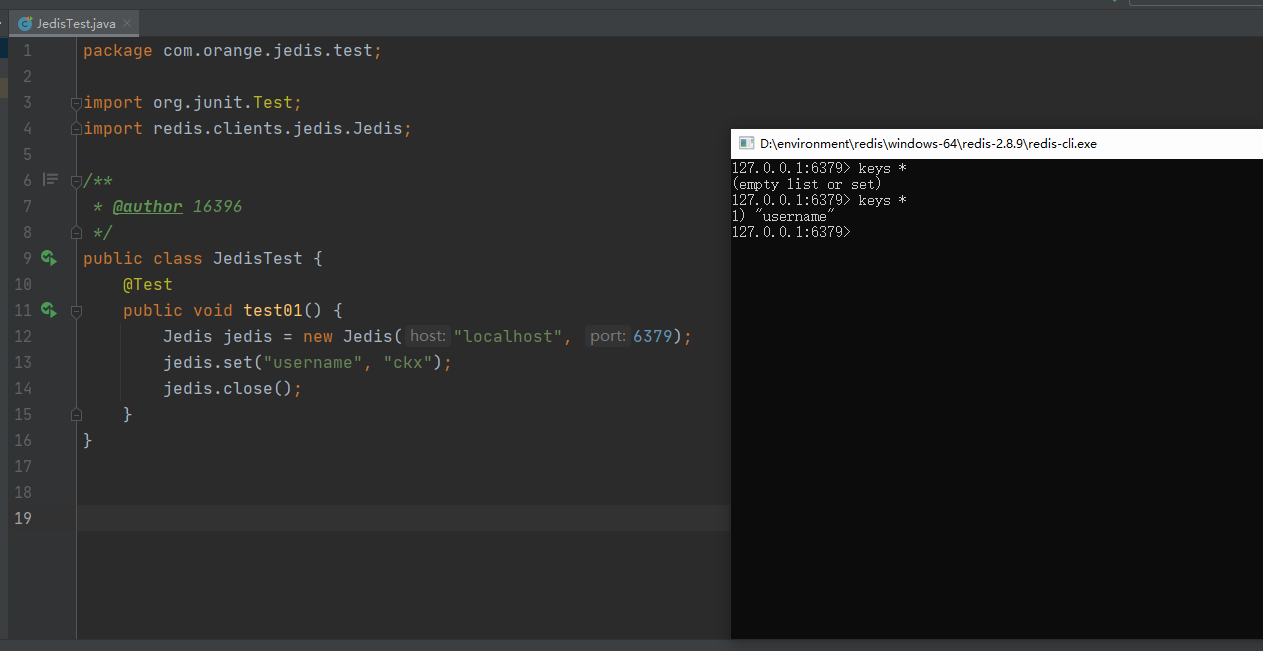 JedisTest.java
1 package com.orange.jedis.test;
2
3 import org.junit.Test;
4 import redis.clients.jedis.Jedis;
5
6 /**
7 * @author 16396
8 */
9 public class JedisTest {
10 @Test
11 public void test01() {
12 Jedis jedis = new Jedis( host: "localhost", port: 6379);
13 jedis.set("username", "ckx");
14 jedis.close();
15 }
16 }
17
18
19
D:\environment\redis\windows-64\redis-2.8.9\redis-cli.exe
127.0.0.1:6379> keys *
(empty list or set)
127.0.0.1:6379> keys *
1) "username"
127.0.0.1:6379>